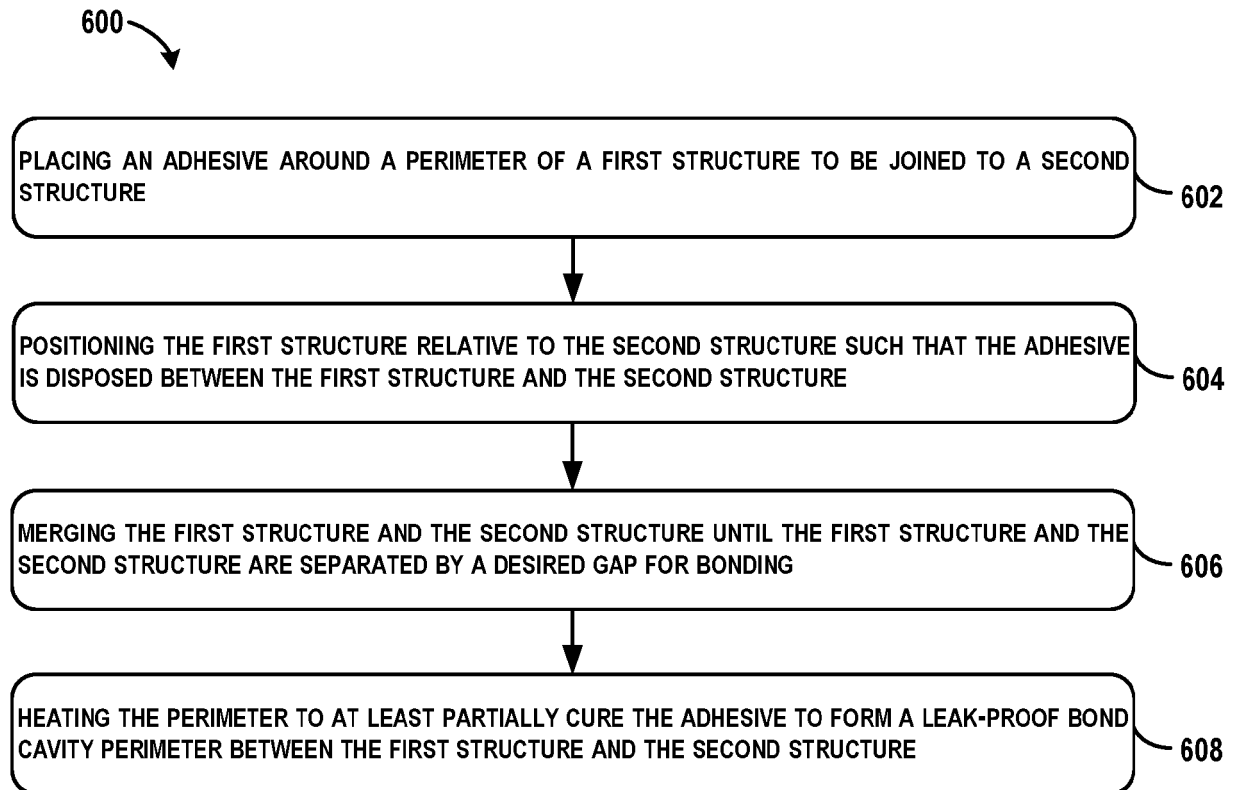 600
PLACING AN ADHESIVE AROUND A PERIMETER OF A FIRST STRUCTURE TO BE JOINED TO A SECOND
STRUCTURE
602
POSITIONING THE FIRST STRUCTURE RELATIVE TO THE SECOND STRUCTURE SUCH THAT THE ADHESIVE
IS DISPOSED BETWEEN THE FIRST STRUCTURE AND THE SECOND STRUCTURE
604
MERGING THE FIRST STRUCTURE AND THE SECOND STRUCTURE UNTIL THE FIRST STRUCTURE AND THE
SECOND STRUCTURE ARE SEPARATED BY A DESIRED GAP FOR BONDING
606
HEATING THE PERIMETER TO AT LEAST PARTIALLY CURE THE ADHESIVE TO FORM A LEAK-PROOF BOND
CAVITY PERIMETER BETWEEN THE FIRST STRUCTURE AND THE SECOND STRUCTURE
608